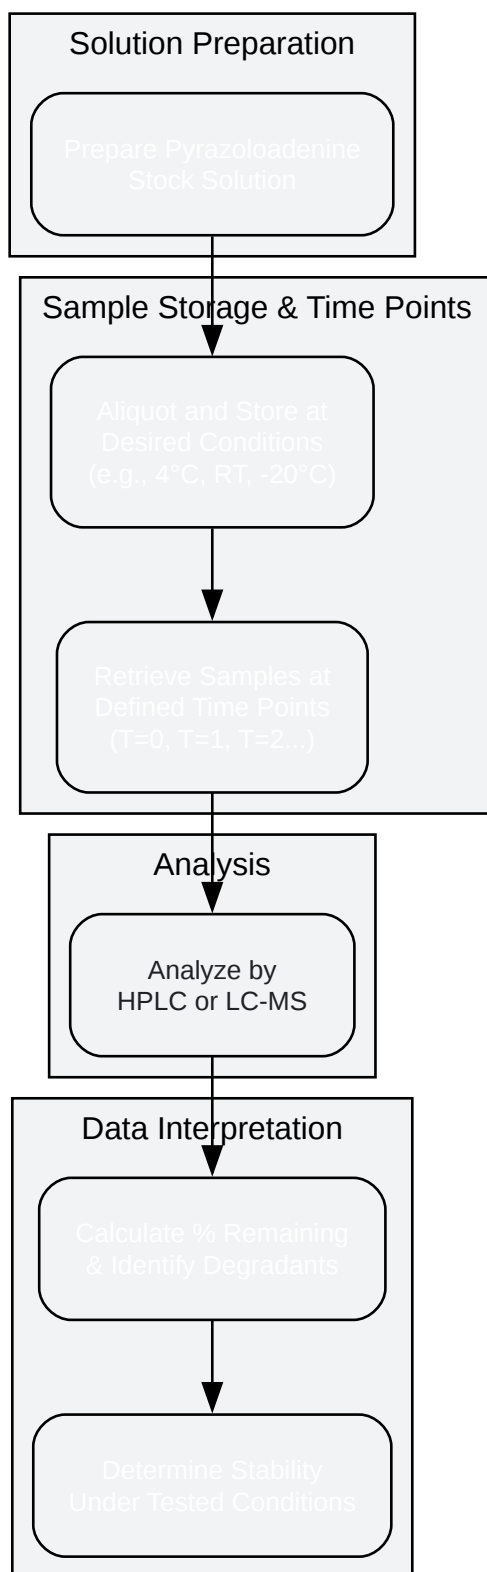 Solution Preparation
Prepare Pyrazoloadenine
Stock Solution
Sample Storage & Time Points
Aliquot and Store at
Desired Conditions
(e.g., 4°C, RT, -20°C)
Retrieve Samples at
Defined Time Points
(T=0, T=1, T=2...)
Analysis
Analyze by
HPLC or LC-MS
Data Interpretation
Calculate % Remaining
& Identify Degradants
Determine Stability
Under Tested Conditions